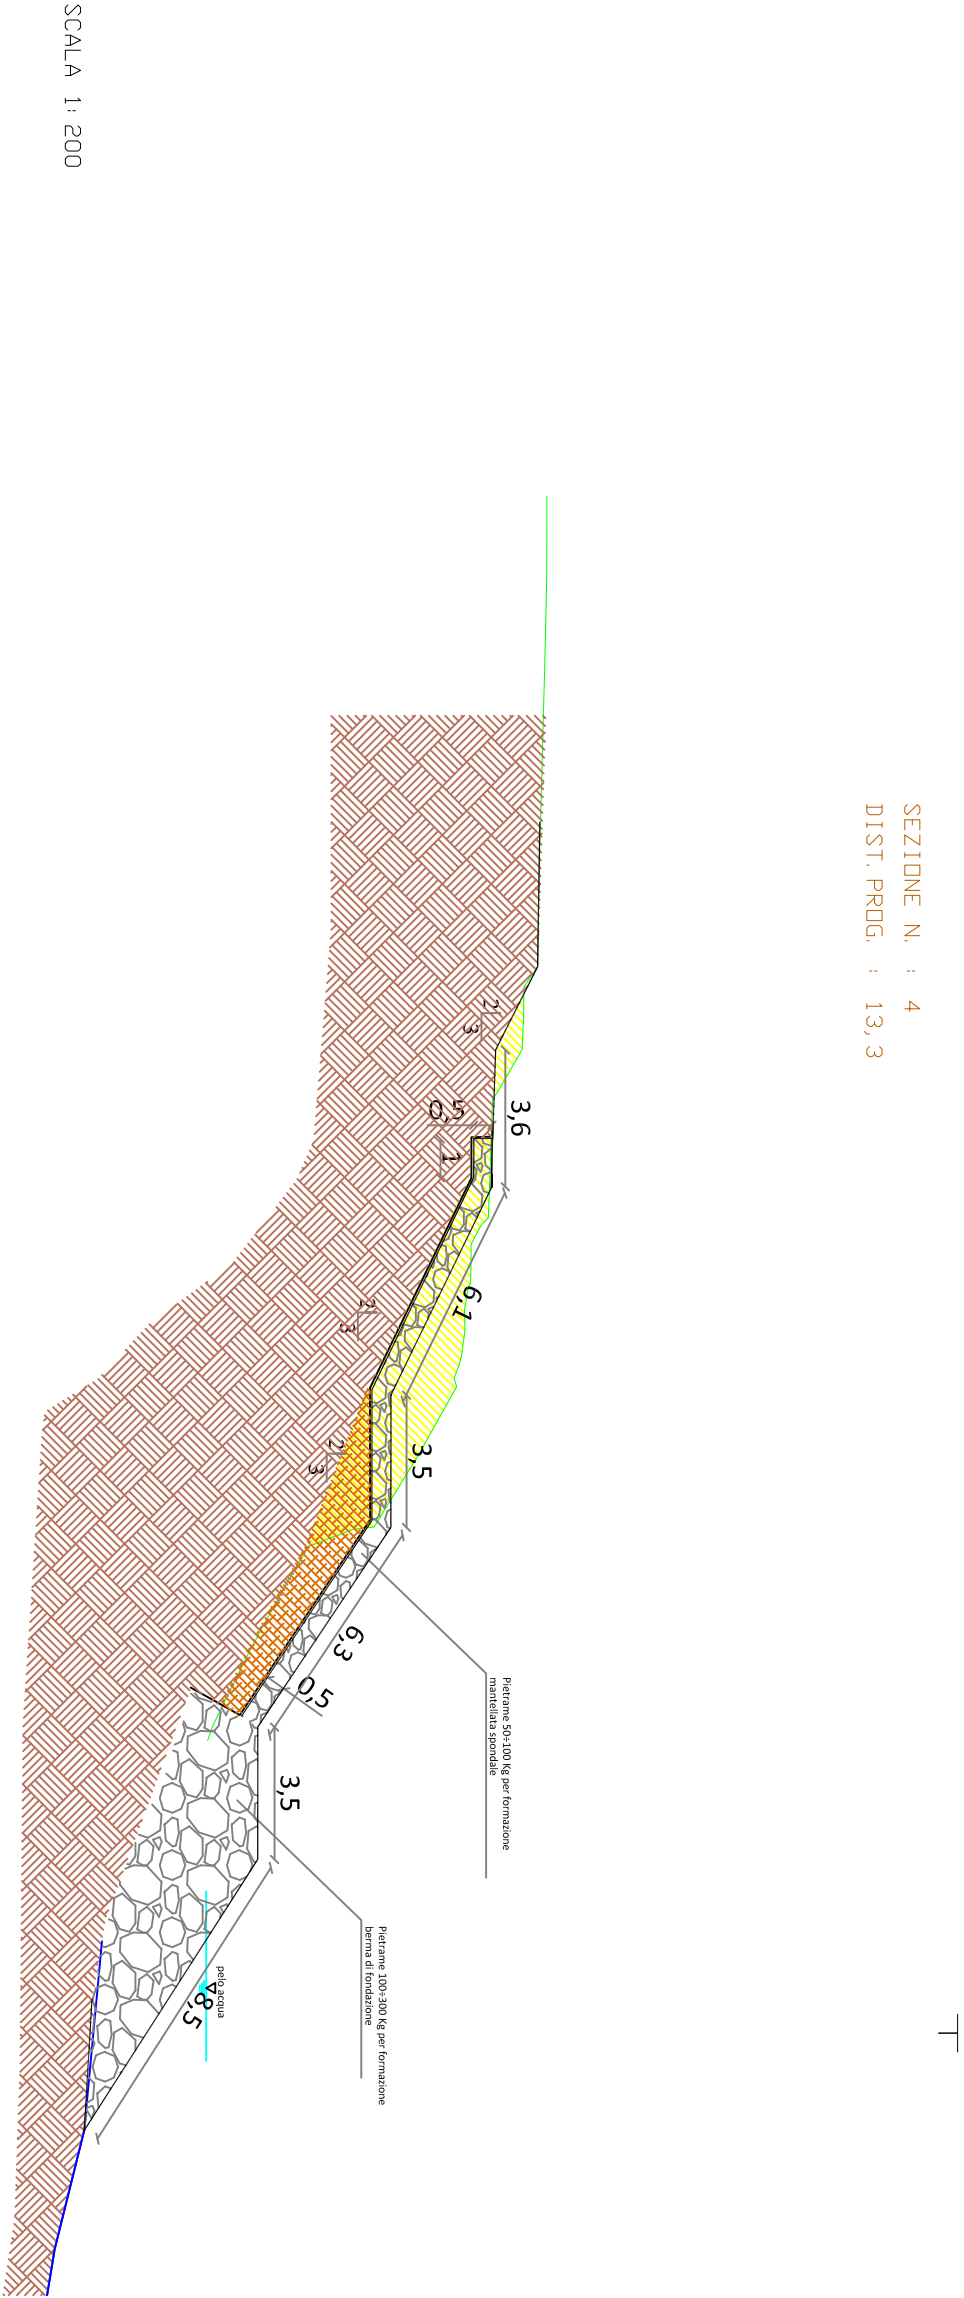 SEZIONE N. : 4
DIST. PROG. : 13,3
2
3
3,6
5
6
1
6,1
2
3
3,5
2
3
Pietrame 50÷100 Kg per formazione
mantellata spondale
6,3
0,5
3,5
Pietrame 100÷300 Kg per formazione
berma di fondazione
pelo acqua
8,5
SCALA 1: 200